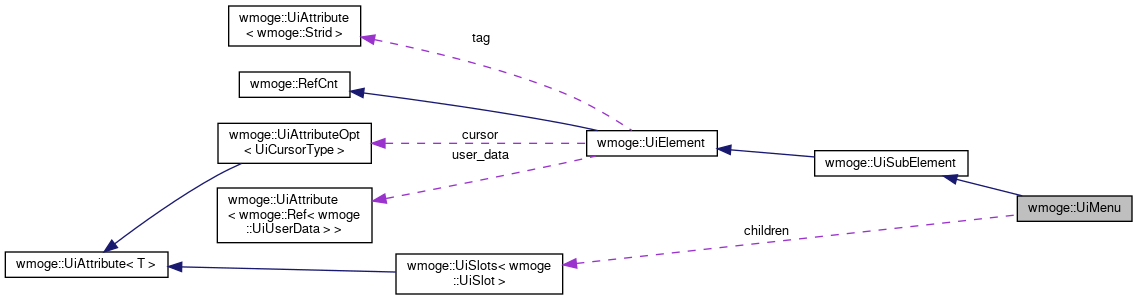 wmoge::UiAttribute
< wmoge::Strid >
tag
wmoge::RefCnt
wmoge::UiAttributeOpt
< UiCursorType >
cursor
wmoge::UiElement
user_data
wmoge::UiSubElement
wmoge::UiAttribute
< wmoge::Ref< wmoge
::UiUserData > >
wmoge::UiMenu
children
wmoge::UiAttribute< T >
wmoge::UiSlots< wmoge
::UiSlot >